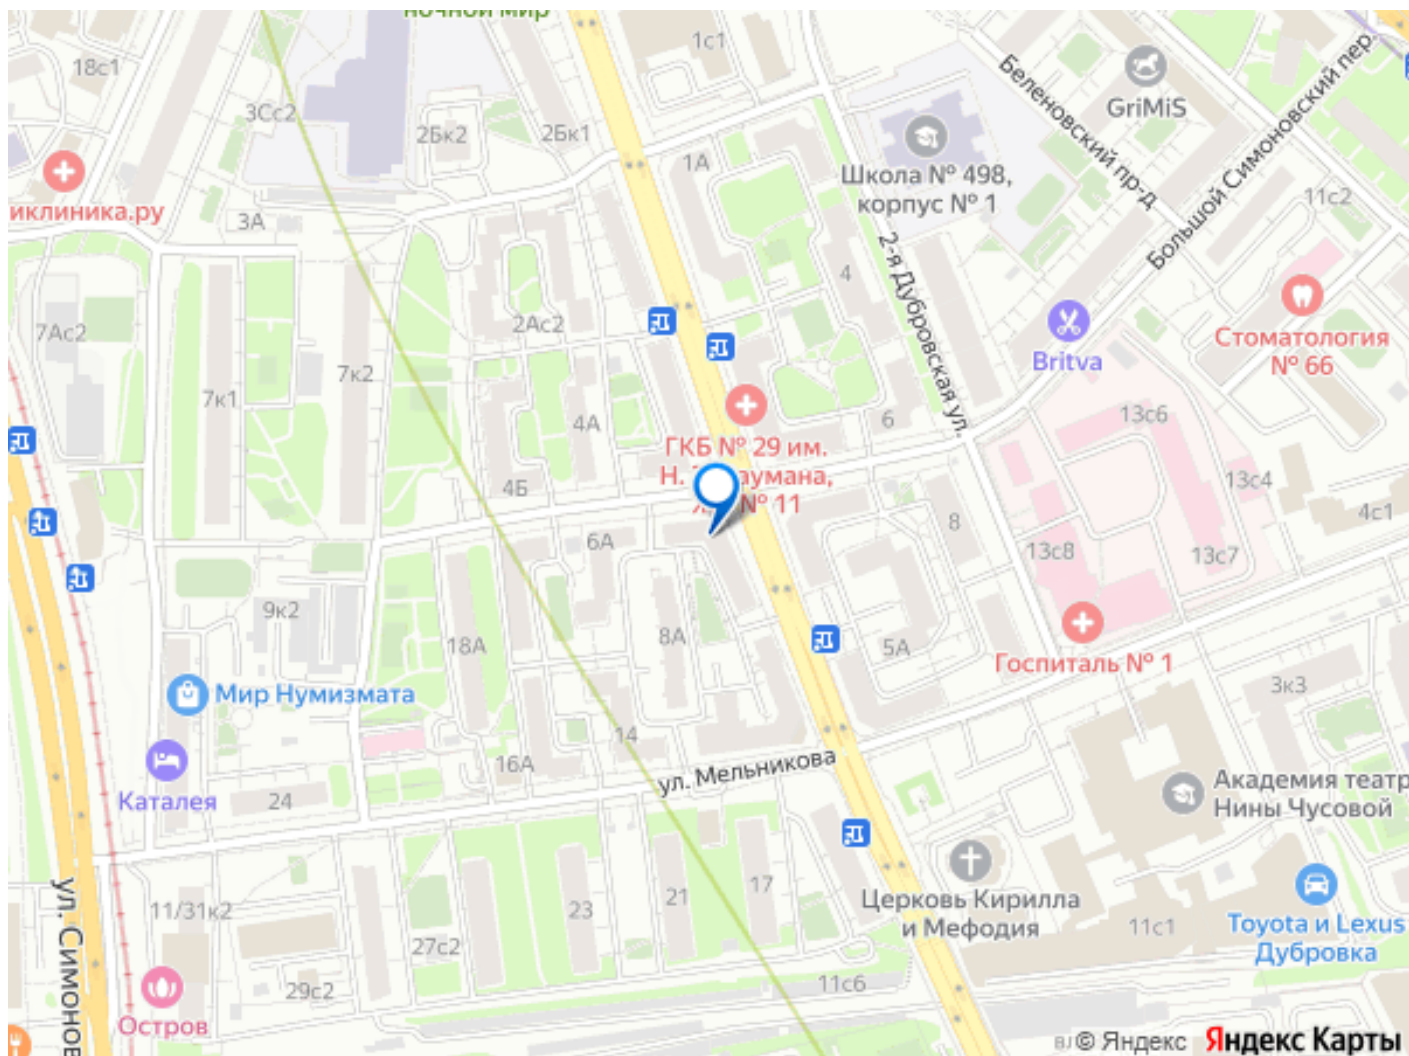 ночной мир
1с1
18с1
3Сс2
2Бк2
2Бк1
1А
GriMiS
Беленовский пр-д
Большой Симоновский пер.
Школа № 498,
корпус № 1
11с2
иклиника.ру
3А
2-я Дубровская ул.
4
7Ас2
2Ас2
Стоматология
№ 66
Britva
7к2
7к1
4А
6
13с6
ГКБ № 29 им.
Н. аумана,
№ 11
4Б
13с4
4с1
8
6А
13с8
13с7
9к2
18А
8А
5А
Госпиталь № 1
Мир Нумизмата
3к3
14
16А
ул. Мельникова
Академия театр
Нины Чусовой
Каталея
24
17
21
23
Церковь Кирилла
и Мефодия
11с1
Toyota и Lexus
Дубровка
ул. Симонов
11/31к2
27с2
29с2
11с6
Остров
© Яндекс Яндекс Карты